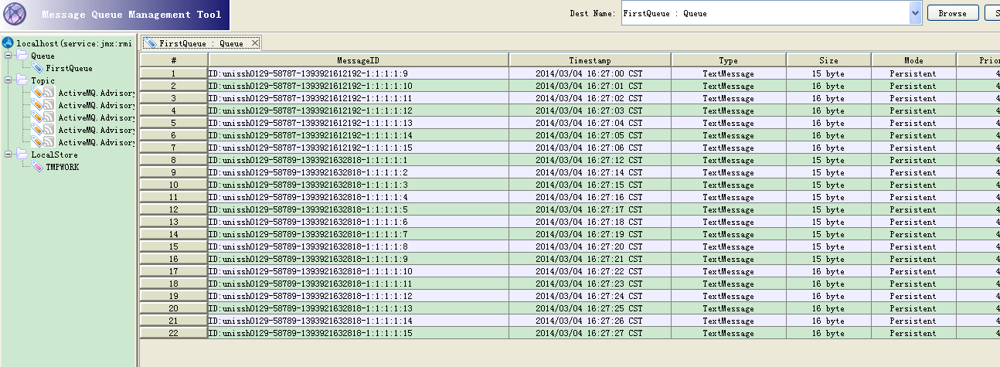 Message Queue Management Tool
Dest Name: FirstQueue : Queue Browse S
localhost(service:jmx:rmi
Queue
FirstQueue
Topic
ActiveMQ.Advisory
ActiveMQ.Advisory
ActiveMQ.Advisory
ActiveMQ.Advisory
ActiveMQ.Advisory
LocalStore
TMPWORK
FirstQueue : Queue
# MessageID Timestamp Type Size Mode Prior
1 ID:unissh0129-58787-1393921612192-1:1:1:1:9 2014/03/04 16:27:00 CST TextMessage 15 byte Persistent 4
2 ID:unissh0129-58787-1393921612192-1:1:1:1:10 2014/03/04 16:27:01 CST TextMessage 16 byte Persistent 4
3 ID:unissh0129-58787-1393921612192-1:1:1:1:11 2014/03/04 16:27:02 CST TextMessage 16 byte Persistent 4
4 ID:unissh0129-58787-1393921612192-1:1:1:1:12 2014/03/04 16:27:03 CST TextMessage 16 byte Persistent 4
5 ID:unissh0129-58787-1393921612192-1:1:1:1:13 2014/03/04 16:27:04 CST TextMessage 16 byte Persistent 4
6 ID:unissh0129-58787-1393921612192-1:1:1:1:14 2014/03/04 16:27:05 CST TextMessage 16 byte Persistent 4
7 ID:unissh0129-58787-1393921612192-1:1:1:1:15 2014/03/04 16:27:06 CST TextMessage 16 byte Persistent 4
8 ID:unissh0129-58789-1393921632818-1:1:1:1:1 2014/03/04 16:27:12 CST TextMessage 15 byte Persistent 4
9 ID:unissh0129-58789-1393921632818-1:1:1:1:2 2014/03/04 16:27:14 CST TextMessage 15 byte Persistent 4
10 ID:unissh0129-58789-1393921632818-1:1:1:1:3 2014/03/04 16:27:15 CST TextMessage 15 byte Persistent 4
11 ID:unissh0129-58789-1393921632818-1:1:1:1:4 2014/03/04 16:27:16 CST TextMessage 15 byte Persistent 4
12 ID:unissh0129-58789-1393921632818-1:1:1:1:5 2014/03/04 16:27:17 CST TextMessage 15 byte Persistent 4
13 ID:unissh0129-58789-1393921632818-1:1:1:1:6 2014/03/04 16:27:18 CST TextMessage 15 byte Persistent 4
14 ID:unissh0129-58789-1393921632818-1:1:1:1:7 2014/03/04 16:27:19 CST TextMessage 15 byte Persistent 4
15 ID:unissh0129-58789-1393921632818-1:1:1:1:8 2014/03/04 16:27:20 CST TextMessage 15 byte Persistent 4
16 ID:unissh0129-58789-1393921632818-1:1:1:1:9 2014/03/04 16:27:21 CST TextMessage 15 byte Persistent 4
17 ID:unissh0129-58789-1393921632818-1:1:1:1:10 2014/03/04 16:27:22 CST TextMessage 16 byte Persistent 4
18 ID:unissh0129-58789-1393921632818-1:1:1:1:11 2014/03/04 16:27:23 CST TextMessage 16 byte Persistent 4
19 ID:unissh0129-58789-1393921632818-1:1:1:1:12 2014/03/04 16:27:24 CST TextMessage 16 byte Persistent 4
20 ID:unissh0129-58789-1393921632818-1:1:1:1:13 2014/03/04 16:27:25 CST TextMessage 16 byte Persistent 4
21 ID:unissh0129-58789-1393921632818-1:1:1:1:14 2014/03/04 16:27:26 CST TextMessage 16 byte Persistent 4
22 ID:unissh0129-58789-1393921632818-1:1:1:1:15 2014/03/04 16:27:27 CST TextMessage 16 byte Persistent 4